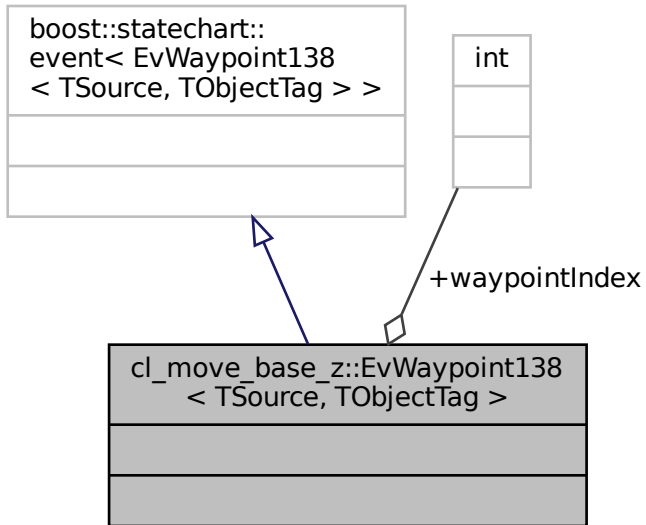 boost::statechart::
event< EvWaypoint138
< TSource, TObjectTag > >
int
+waypointIndex
cl_move_base_z::EvWaypoint138
< TSource, TObjectTag >